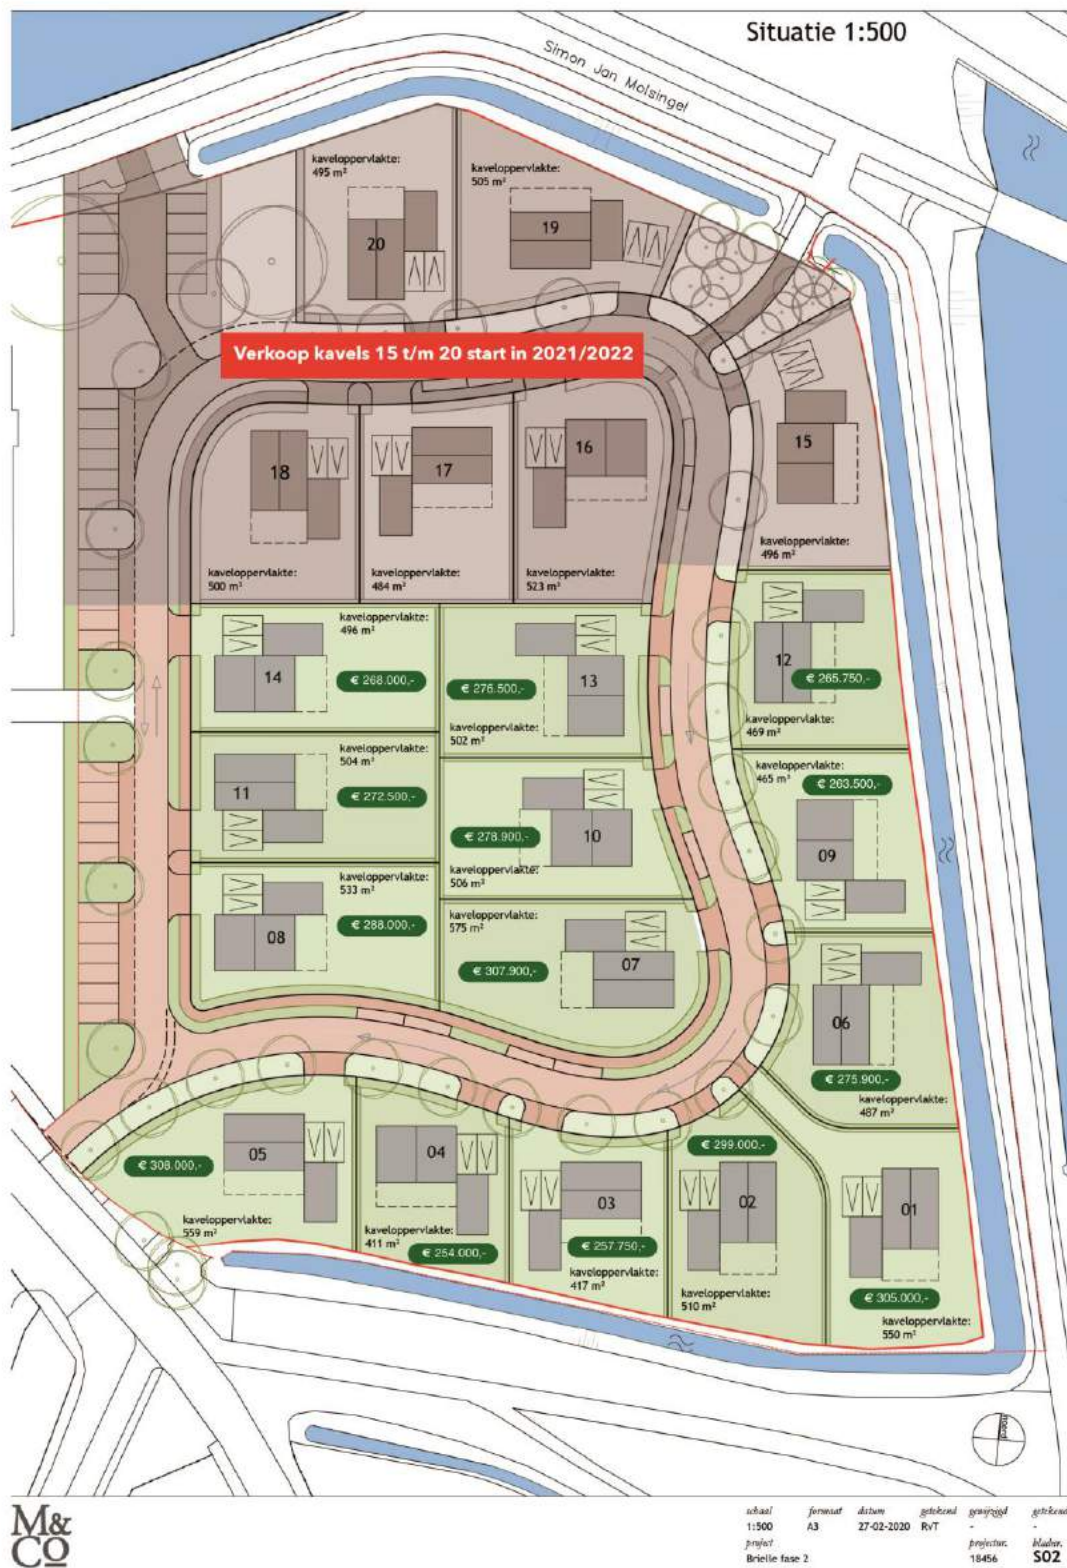 Situatie 1:500
Simon Jan Molsingel
kaveloppervlakte:
495 m²
20
kaveloppervlakte:
505 m²
19
Verkoop kavels 15 t/m 20 start in 2021/2022
18
kaveloppervlakte:
500 m²
17
kaveloppervlakte:
484 m²
16
kaveloppervlakte:
523 m²
15
kaveloppervlakte:
496 m²
kaveloppervlakte:
496 m²
14
€ 268.000,-
13
€ 276.500,-
kaveloppervlakte:
502 m²
12
€ 265.750,-
kaveloppervlakte:
469 m²
kaveloppervlakte:
504 m²
11
€ 272.500,-
10
€ 278.900,-
kaveloppervlakte:
506 m²
kaveloppervlakte:
465 m²
€ 263.500,-
09
kaveloppervlakte:
533 m²
08
€ 288.000,-
kaveloppervlakte:
575 m²
07
€ 307.900,-
06
€ 275.900,-
kaveloppervlakte:
487 m²
05
€ 308.000,-
kaveloppervlakte:
559 m²
04
kaveloppervlakte:
411 m²
€ 254.000,-
03
€ 257.750,-
kaveloppervlakte:
417 m²
€ 299.000,-
02
kaveloppervlakte:
510 m²
01
€ 305.000,-
kaveloppervlakte:
550 m²
noord
M&
CO
schaal formaat datum getekend gewijzigd getekend
1:500 A3 27-02-2020 RvT - -
project projectnr. bladnr.
Brielle fase 2 18456 S02